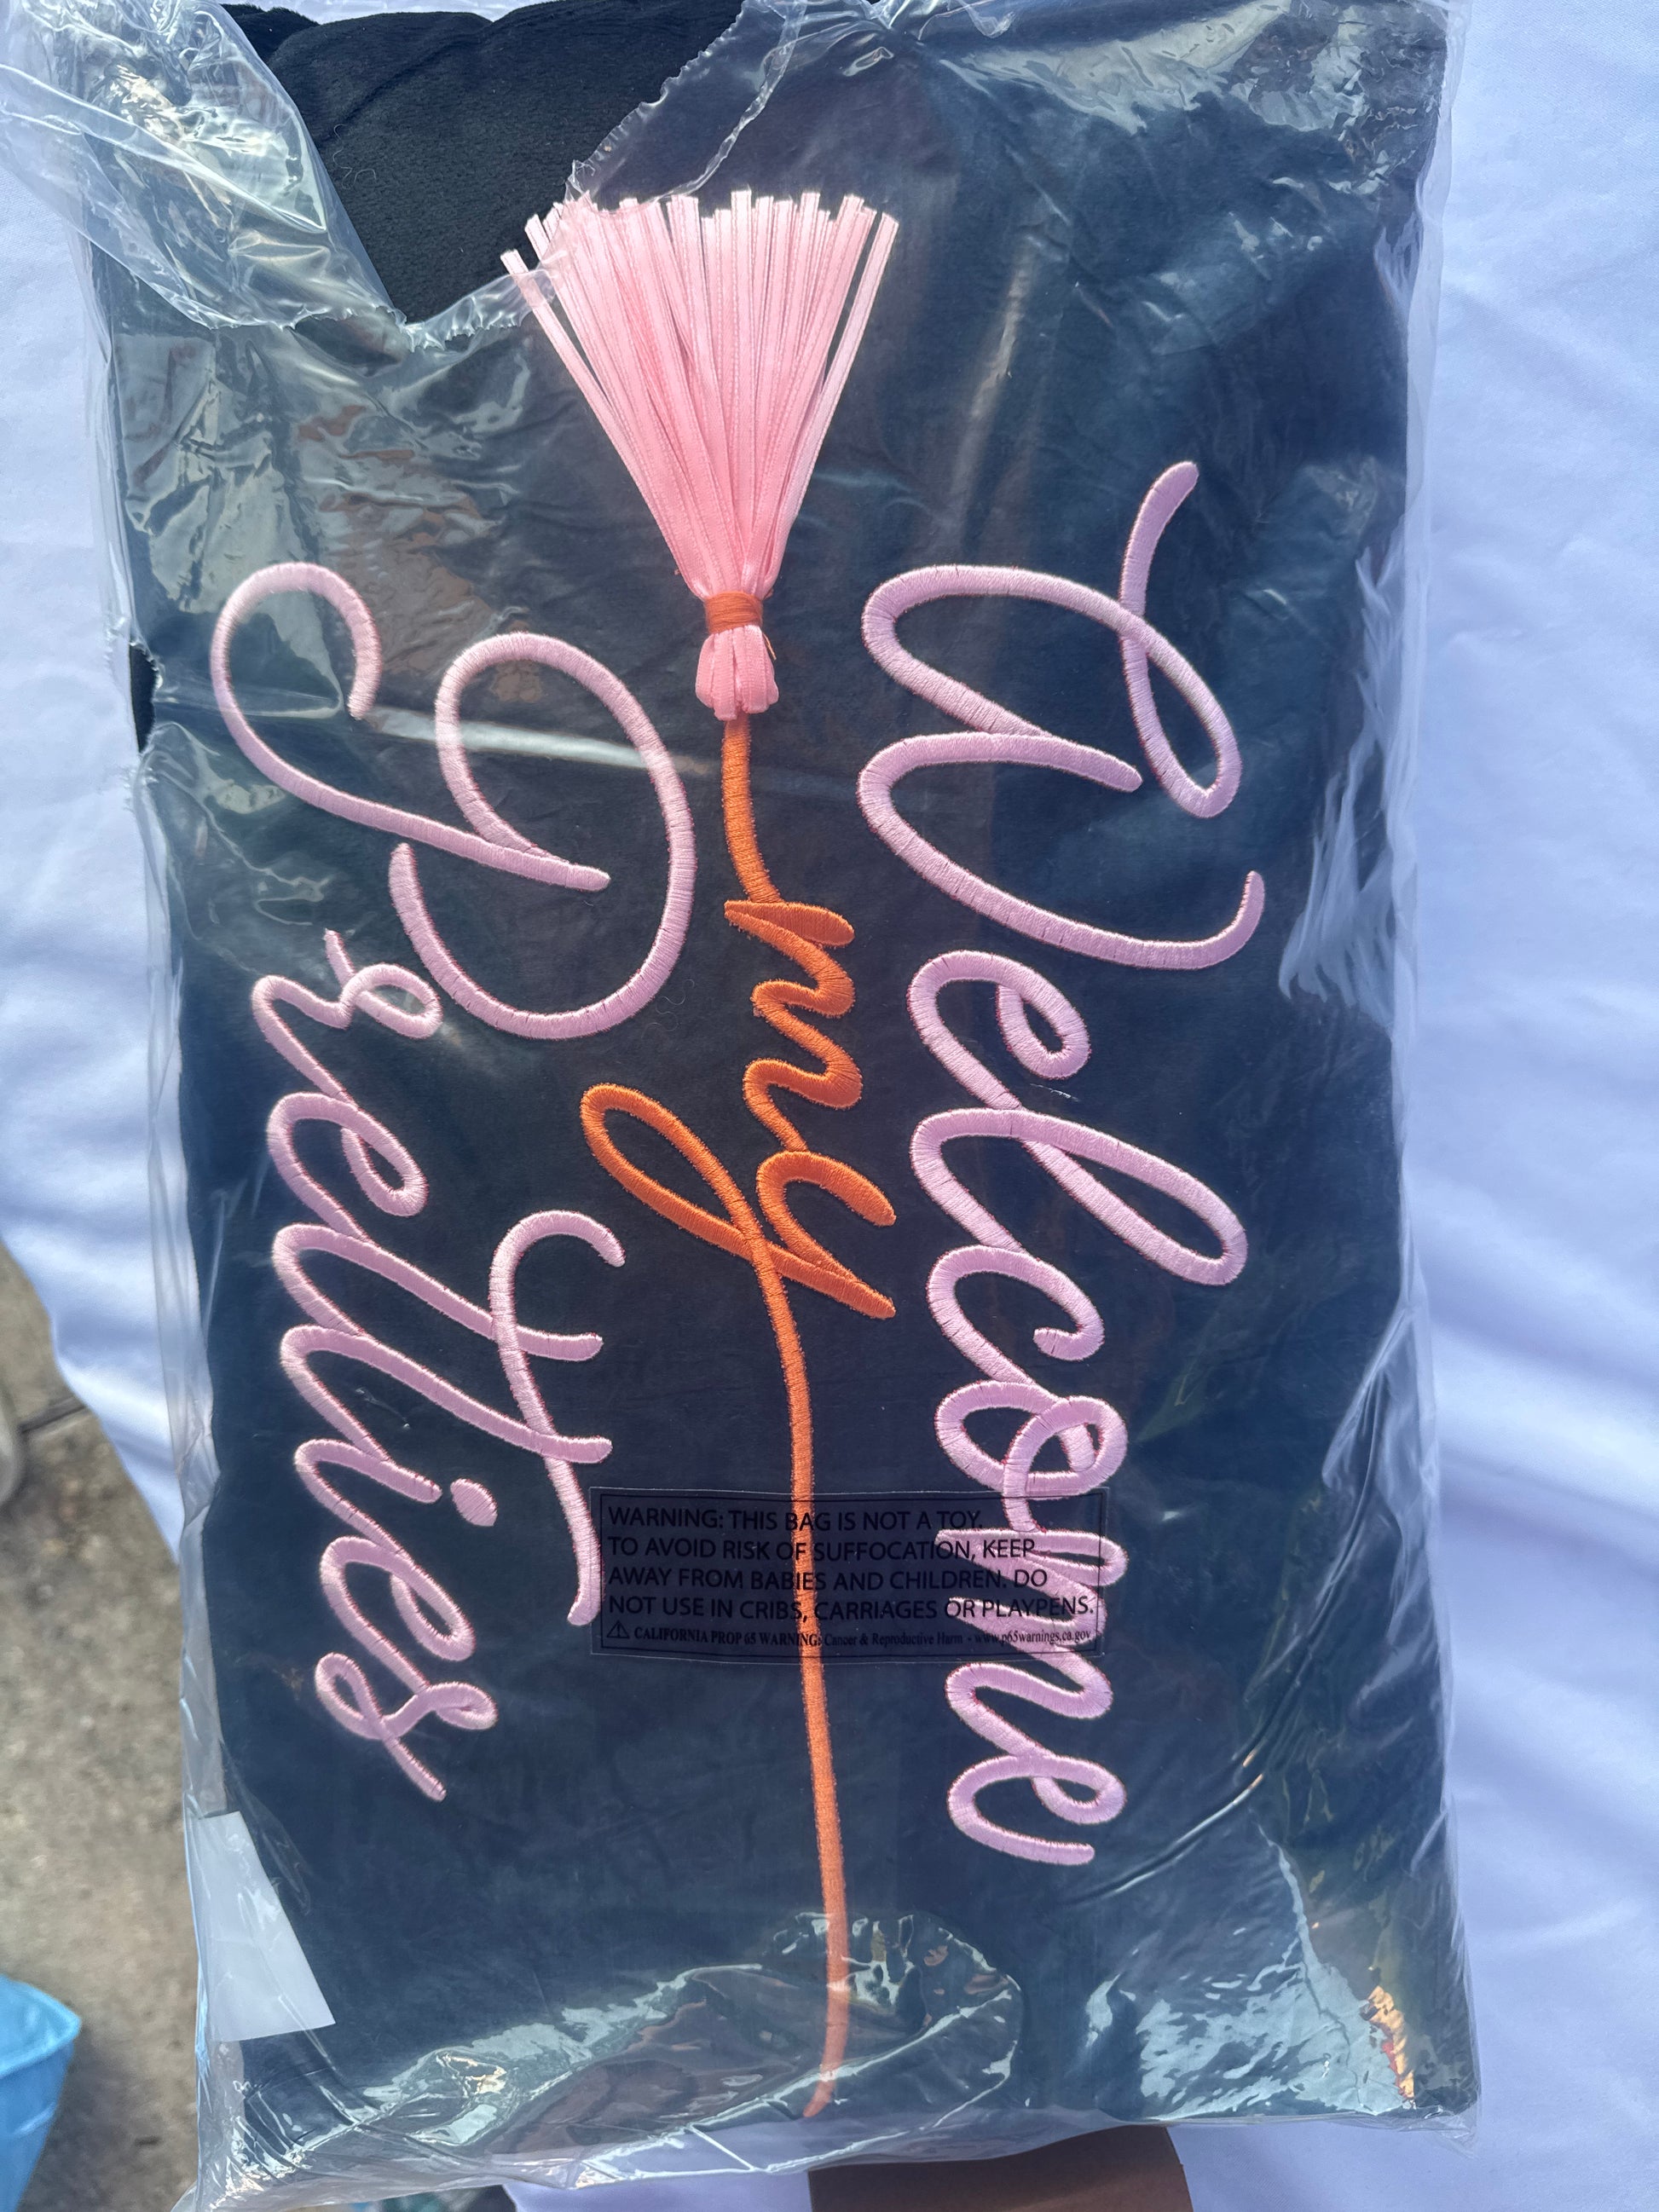 Welcome
my
Pretties
WARNING: THIS BAG IS NOT A TOY.
TO AVOID RISK OF SUFFOCATION, KEEP
AWAY FROM BABIES AND CHILDREN. DO
NOT USE IN CRIBS, CARRIAGES OR PLAYPENS.
⚠ CALIFORNIA PROP 65 WARNING: Cancer & Reproductive Harm - www.p65warnings.ca.gov